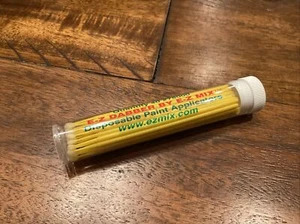 E-Z DABBER BY E-Z MIX
Disposable Paint Applicators
www.ezmix.com